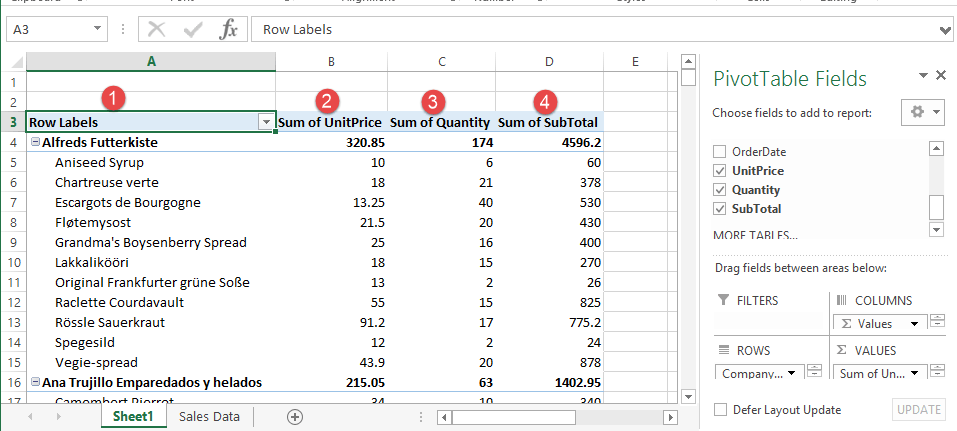 A3 fx Row Labels
A B C D E
1
2
1 2 3 4
3 Row Labels Sum of UnitPrice Sum of Quantity Sum of SubTotal
4 Alfreds Futterkiste 320.85 174 4596.2
5 Aniseed Syrup 10 6 60
6 Chartreuse verte 18 21 378
7 Escargots de Bourgogne 13.25 40 530
8 Fløtemysost 21.5 20 430
9 Grandma's Boysenberry Spread 25 16 400
10 Lakkalikööri 18 15 270
11 Original Frankfurter grüne Soße 13 2 26
12 Raclette Courdavault 55 15 825
13 Rössle Sauerkraut 91.2 17 775.2
14 Spegesild 12 2 24
15 Vegie-spread 43.9 20 878
16 Ana Trujillo Emparedados y helados 215.05 63 1402.95
17 Camembert Pierrot 34 10 340
Sheet1 Sales Data
PivotTable Fields
Choose fields to add to report:
OrderDate
UnitPrice
Quantity
SubTotal
MORE TABLES...
Drag fields between areas below:
FILTERS
COLUMNS
Σ Values
ROWS
Company...
Σ VALUES
Sum of Un...
Defer Layout Update
UPDATE